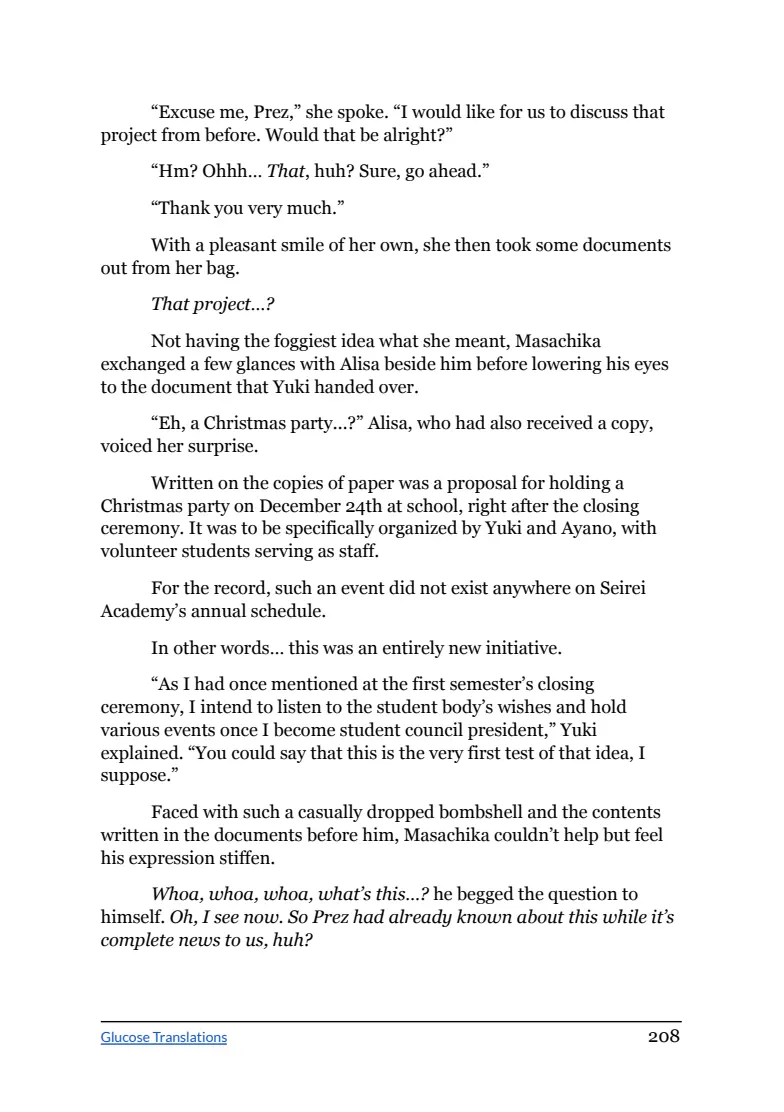 “Excuse me, Prez,” she spoke. “I would like for us to discuss that
project from before. Would that be alright?”
“Hm? Ohhh… That, huh? Sure, go ahead.”
“Thank you very much.”
With a pleasant smile of her own, she then took some documents
out from her bag.
That project…?
Not having the foggiest idea what she meant, Masachika
exchanged a few glances with Alisa beside him before lowering his eyes
to the document that Yuki handed over.
“Eh, a Christmas party…?” Alisa, who had also received a copy,
voiced her surprise.
Written on the copies of paper was a proposal for holding a
Christmas party on December 24th at school, right after the closing
ceremony. It was to be specifically organized by Yuki and Ayano, with
volunteer students serving as staff.
For the record, such an event did not exist anywhere on Seirei
Academy’s annual schedule.
In other words… this was an entirely new initiative.
“As I had once mentioned at the first semester’s closing
ceremony, I intend to listen to the student body’s wishes and hold
various events once I become student council president,” Yuki
explained. “You could say that this is the very first test of that idea, I
suppose.”
Faced with such a casually dropped bombshell and the contents
written in the documents before him, Masachika couldn’t help but feel
his expression stiffen.
Whoa, whoa, whoa, what’s this…? he begged the question to
himself. Oh, I see now. So Prez had already known about this while it’s
complete news to us, huh?
Glucose Translations 208